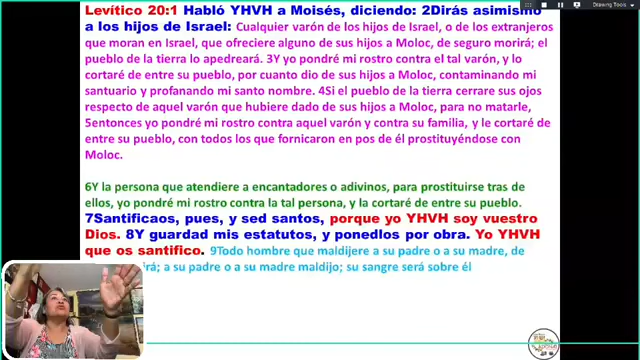 Drawing Tools
Levítico 20:1 Habló YHVH a Moisés, diciendo: 2Dirás asimismo
a los hijos de Israel: Cualquier varón de los hijos de Israel, o de los extranjeros
que moran en Israel, que ofreciere alguno de sus hijos a Moloc, de seguro morirá; el
pueblo de la tierra lo apedreará. 3Y yo pondré mi rostro contra el tal varón, y lo
cortaré de entre su pueblo, por cuanto dio de sus hijos a Moloc, contaminando mi
santuario y profanando mi santo nombre. 4Si el pueblo de la tierra cerrare sus ojos
respecto de aquel varón que hubiere dado de sus hijos a Moloc, para no matarle,
5entonces yo pondré mi rostro contra aquel varón y contra su familia, y le cortaré de
entre su pueblo, con todos los que fornicaron en pos de él prostituyéndose con
Moloc.
6Y la persona que atendiere a encantadores o adivinos, para prostituirse tras de
ellos, yo pondré mi rostro contra la tal persona, y la cortaré de entre su pueblo.
7Santificaos, pues, y sed santos, porque yo YHVH soy vuestro
Dios. 8Y guardad mis estatutos, y ponedlos por obra. Yo YHVH
que os santifico. 9Todo hombre que maldijere a su padre o a su madre, de
irá; a su padre o a su madre maldijo; su sangre será sobre él